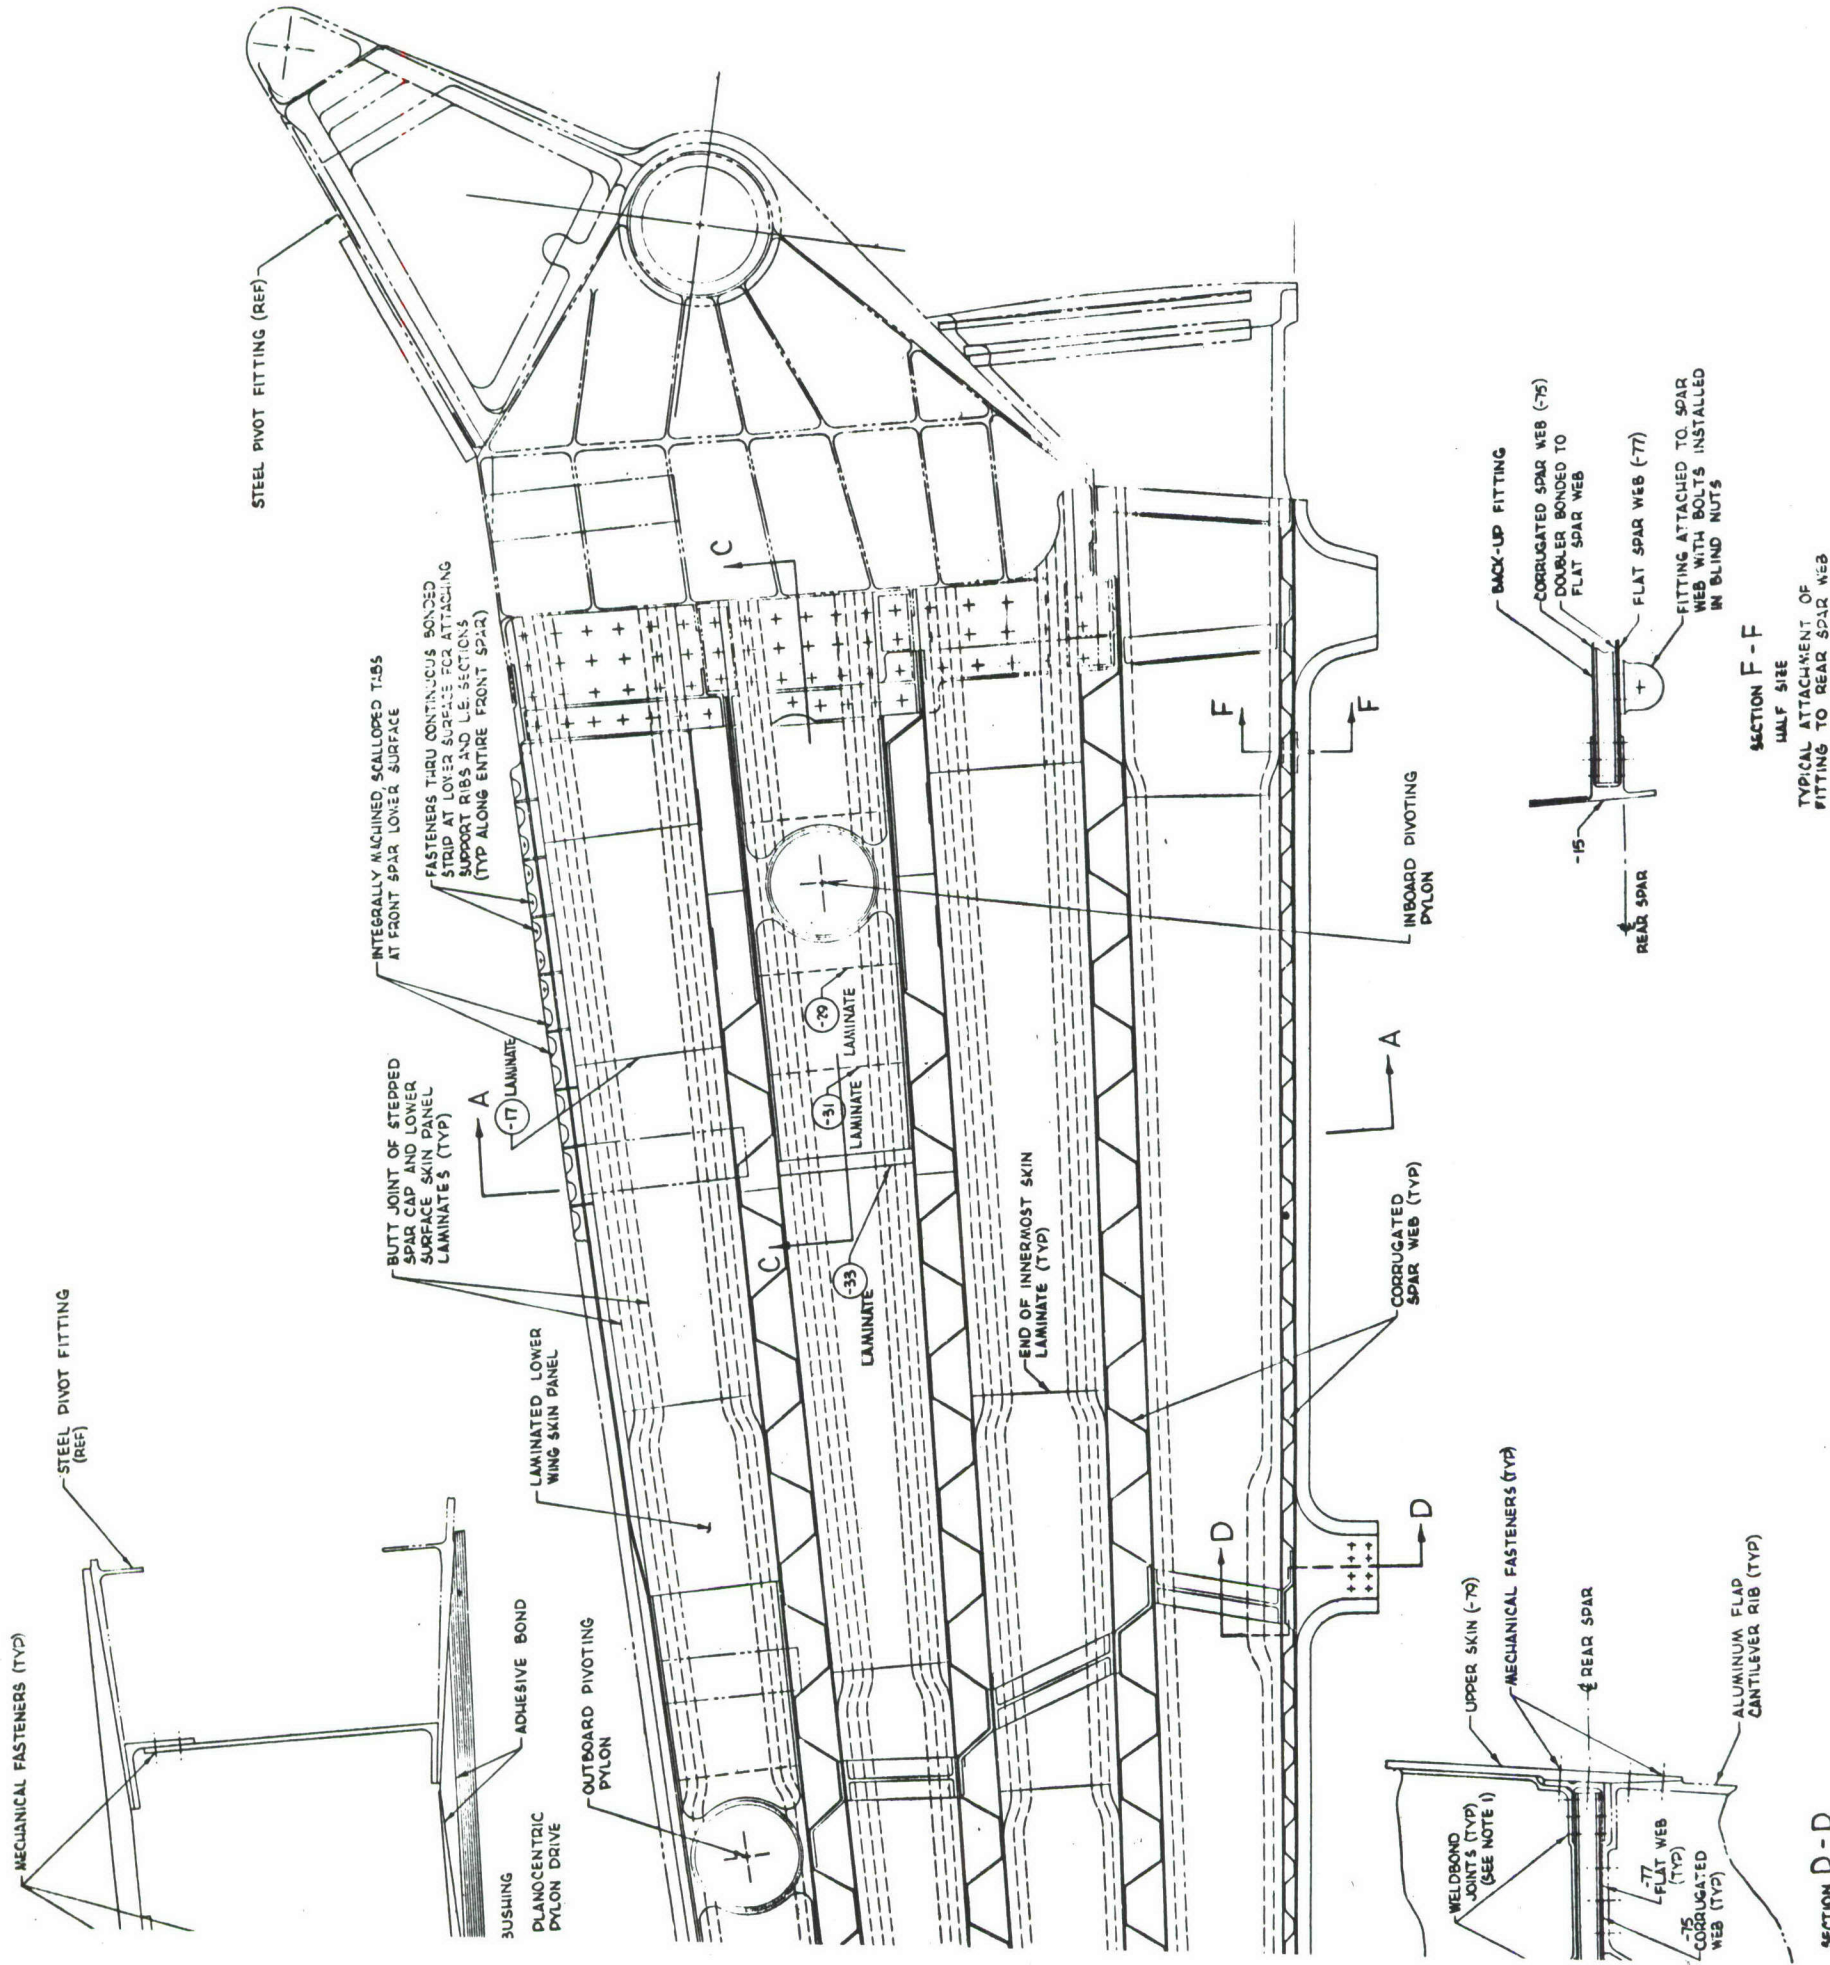 STEEL PIVOT FITTING (REF)
INTEGRALLY MACHINED, SCALLOPED TABS
AT FRONT SPAR LOWER SURFACE
FASTENERS THRU CONTINUOUS BONDED
STRIP AT LOWER SURFACE FOR ATTACHING
SUPPORT RIBS AND L.E. SECTIONS
(TYP ALONG ENTIRE FRONT SPAR)
BUTT JOINT OF STEPPED
SPAR CAP AND LOWER
SURFACE SKIN PANEL
LAMINATES (TYP)
A
-17 LAMINATE
C
STEEL PIVOT FITTING
(REF)
MECHANICAL FASTENERS (TYP)
LAMINATED LOWER
WING SKIN PANEL
ADHESIVE BOND
BUSHING
PLANOCENTRIC
PYLON DRIVE
OUTBOARD PIVOTING
PYLON
C
-33
LAMINATE
-31
LAMINATE
-29
LAMINATE
END OF INNERMOST SKIN
LAMINATE (TYP)
INBOARD PIVOTING
PYLON
A
CORRUGATED
SPAR WEB (TYP)
F
F
D
D
BACK-UP FITTING
CORRUGATED SPAR WEB (-75)
DOUBLER BONDED TO
FLAT SPAR WEB
FLAT SPAR WEB (-77)
FITTING ATTACHED TO SPAR
WEB WITH BOLTS INSTALLED
IN BLIND NUTS
-15
℄
REAR SPAR
SECTION F-F
HALF SIZE
TYPICAL ATTACHMENT OF
FITTING TO REAR SPAR WEB
UPPER SKIN (-79)
MECHANICAL FASTENERS (TYP)
℄ REAR SPAR
ALUMINUM FLAP
CANTILEVER RIB (TYP)
WELDBOND
JOINTS (TYP)
(SEE NOTE 1)
-77
FLAT WEB
(TYP)
-75
CORRUGATED
WEB (TYP)
SECTION D-D